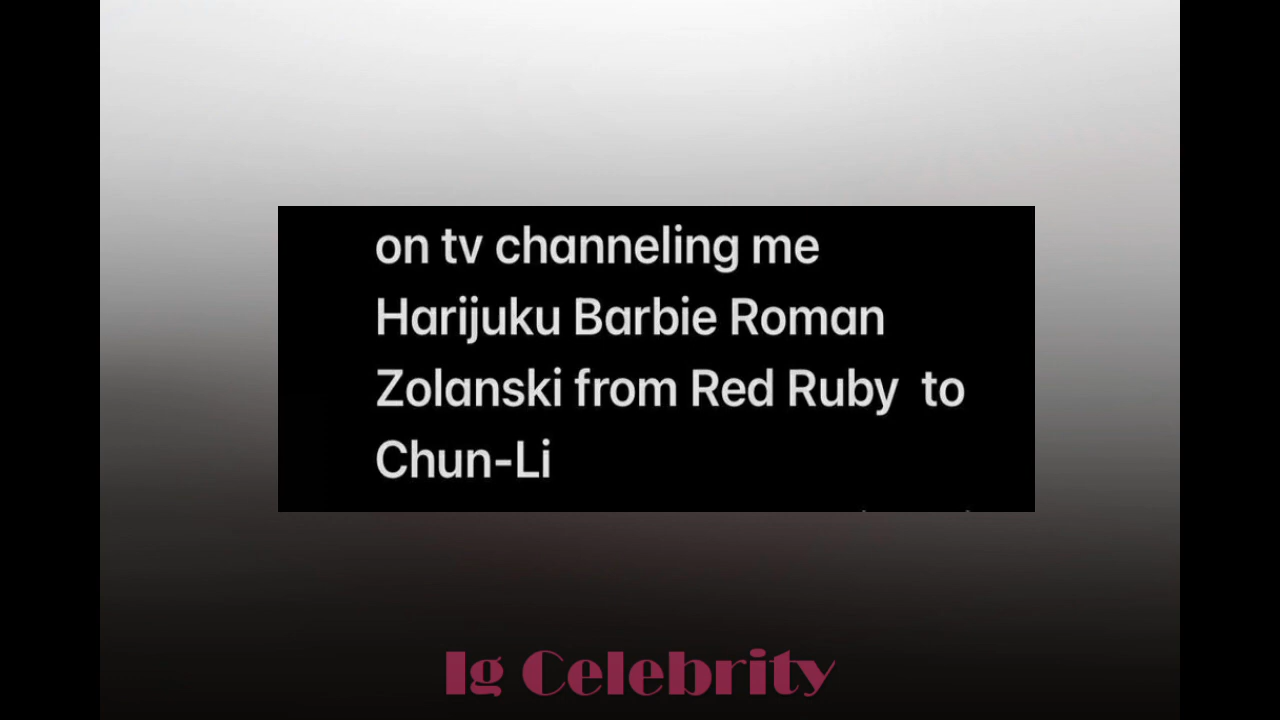 on tv channeling me
Harijuku Barbie Roman
Zolanski from Red Ruby  to
Chun-Li
Ig Celebrity